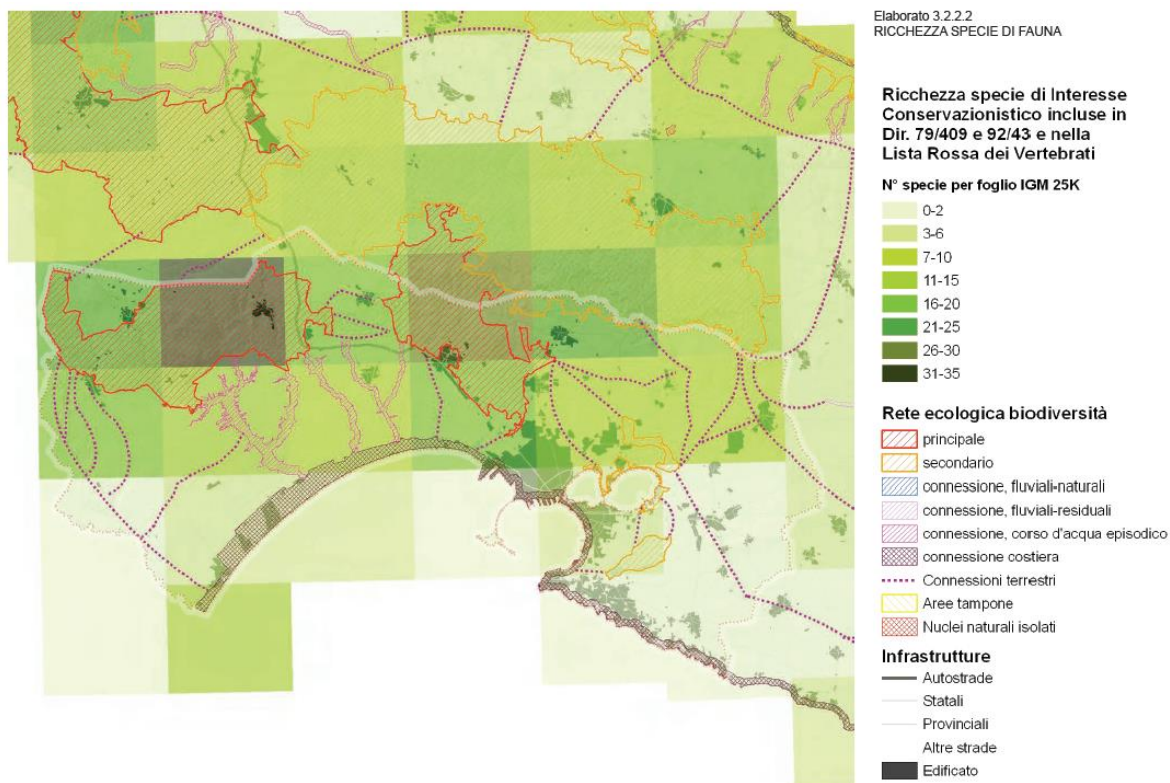 Elaborato 3.2.2.2
RICCHEZZA SPECIE DI FAUNA
Ricchezza specie di Interesse
Conservazionistico incluse in
Dir. 79/409 e 92/43 e nella
Lista Rossa dei Vertebrati
N° specie per foglio IGM 25K
0-2
3-6
7-10
11-15
16-20
21-25
26-30
31-35
Rete ecologica biodiversità
principale
secondario
connessione, fluviali-naturali
connessione, fluviali-residuali
connessione, corso d'acqua episodico
connessione costiera
Connessioni terrestri
Aree tampone
Nuclei naturali isolati
Infrastrutture
Autostrade
Statali
Provinciali
Altre strade
Edificato